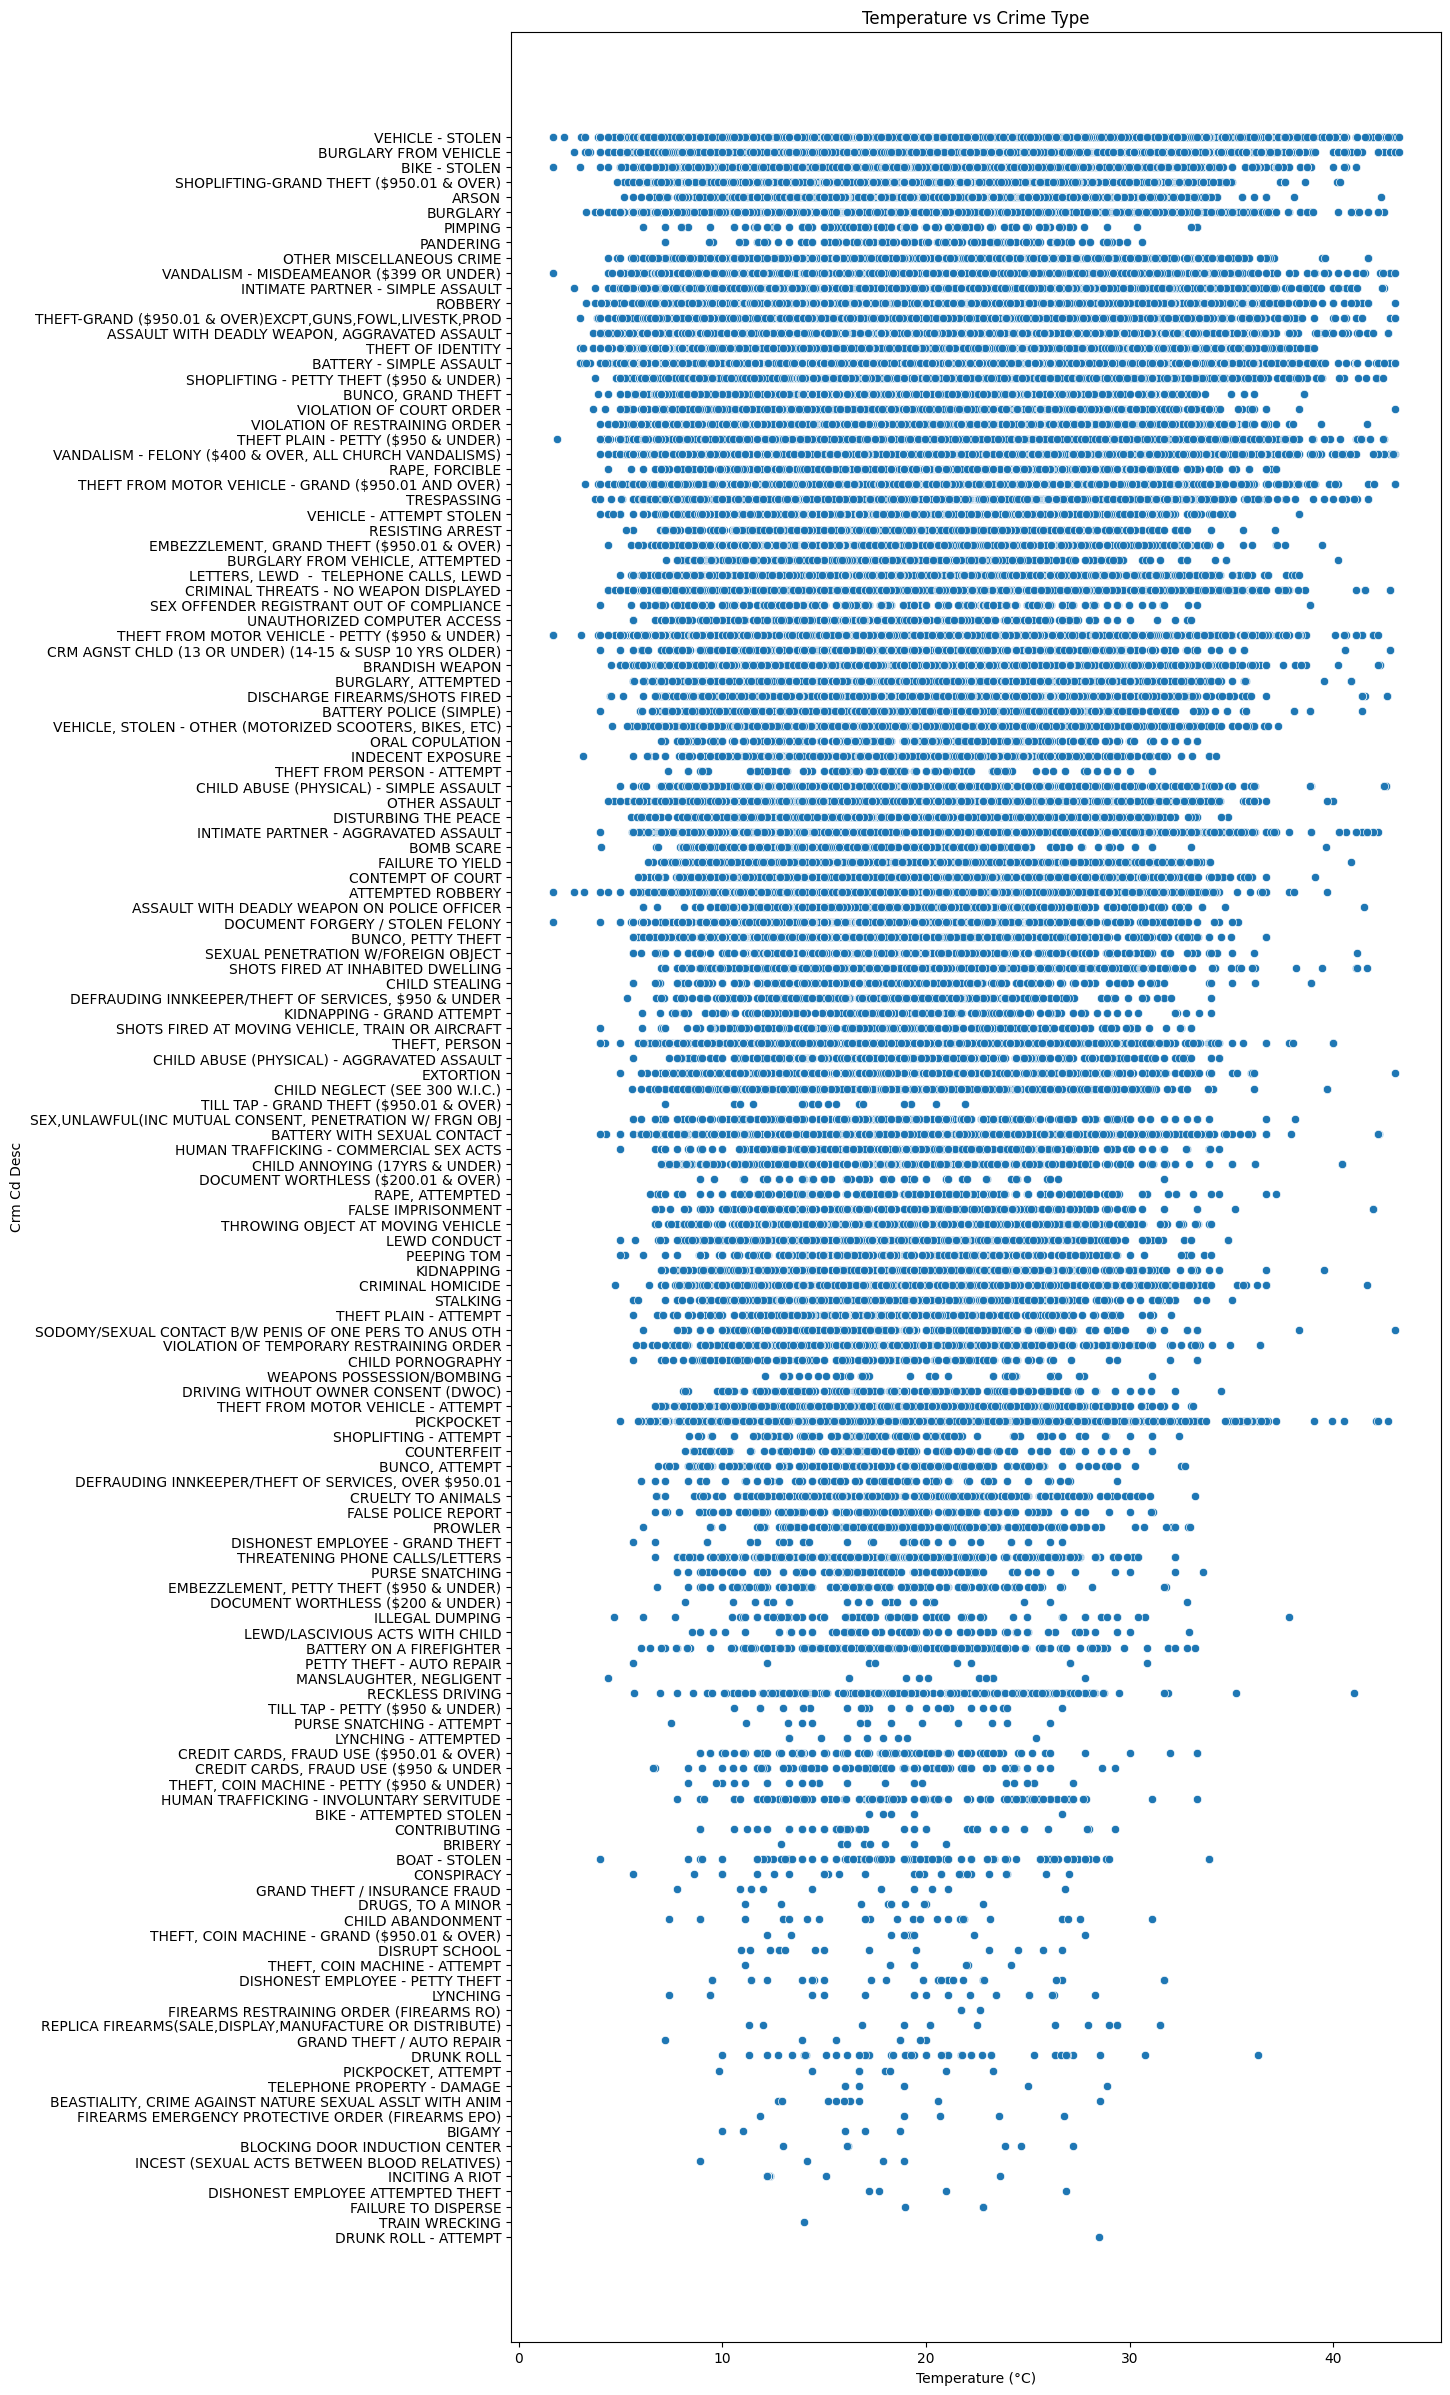 Temperature vs Crime Type
VEHICLE - STOLEN
BURGLARY FROM VEHICLE
BIKE - STOLEN
SHOPLIFTING-GRAND THEFT ($950.01 & OVER)
ARSON
BURGLARY
PIMPING
PANDERING
OTHER MISCELLANEOUS CRIME
VANDALISM - MISDEAMEANOR ($399 OR UNDER)
INTIMATE PARTNER - SIMPLE ASSAULT
ROBBERY
THEFT-GRAND ($950.01 & OVER)EXCPT,GUNS,FOWL,LIVESTK,PROD
ASSAULT WITH DEADLY WEAPON, AGGRAVATED ASSAULT
THEFT OF IDENTITY
BATTERY - SIMPLE ASSAULT
SHOPLIFTING - PETTY THEFT ($950 & UNDER)
BUNCO, GRAND THEFT
VIOLATION OF COURT ORDER
VIOLATION OF RESTRAINING ORDER
THEFT PLAIN - PETTY ($950 & UNDER)
VANDALISM - FELONY ($400 & OVER, ALL CHURCH VANDALISMS)
RAPE, FORCIBLE
THEFT FROM MOTOR VEHICLE - GRAND ($950.01 AND OVER)
TRESPASSING
VEHICLE - ATTEMPT STOLEN
RESISTING ARREST
EMBEZZLEMENT, GRAND THEFT ($950.01 & OVER)
BURGLARY FROM VEHICLE, ATTEMPTED
LETTERS, LEWD  -  TELEPHONE CALLS, LEWD
CRIMINAL THREATS - NO WEAPON DISPLAYED
SEX OFFENDER REGISTRANT OUT OF COMPLIANCE
UNAUTHORIZED COMPUTER ACCESS
THEFT FROM MOTOR VEHICLE - PETTY ($950 & UNDER)
CRM AGNST CHLD (13 OR UNDER) (14-15 & SUSP 10 YRS OLDER)
BRANDISH WEAPON
BURGLARY, ATTEMPTED
DISCHARGE FIREARMS/SHOTS FIRED
BATTERY POLICE (SIMPLE)
VEHICLE, STOLEN - OTHER (MOTORIZED SCOOTERS, BIKES, ETC)
ORAL COPULATION
INDECENT EXPOSURE
THEFT FROM PERSON - ATTEMPT
CHILD ABUSE (PHYSICAL) - SIMPLE ASSAULT
OTHER ASSAULT
DISTURBING THE PEACE
INTIMATE PARTNER - AGGRAVATED ASSAULT
BOMB SCARE
FAILURE TO YIELD
CONTEMPT OF COURT
ATTEMPTED ROBBERY
ASSAULT WITH DEADLY WEAPON ON POLICE OFFICER
DOCUMENT FORGERY / STOLEN FELONY
BUNCO, PETTY THEFT
SEXUAL PENETRATION W/FOREIGN OBJECT
SHOTS FIRED AT INHABITED DWELLING
CHILD STEALING
DEFRAUDING INNKEEPER/THEFT OF SERVICES, $950 & UNDER
KIDNAPPING - GRAND ATTEMPT
SHOTS FIRED AT MOVING VEHICLE, TRAIN OR AIRCRAFT
THEFT, PERSON
CHILD ABUSE (PHYSICAL) - AGGRAVATED ASSAULT
EXTORTION
CHILD NEGLECT (SEE 300 W.I.C.)
TILL TAP - GRAND THEFT ($950.01 & OVER)
SEX,UNLAWFUL(INC MUTUAL CONSENT, PENETRATION W/ FRGN OBJ
BATTERY WITH SEXUAL CONTACT
HUMAN TRAFFICKING - COMMERCIAL SEX ACTS
CHILD ANNOYING (17YRS & UNDER)
DOCUMENT WORTHLESS ($200.01 & OVER)
RAPE, ATTEMPTED
FALSE IMPRISONMENT
THROWING OBJECT AT MOVING VEHICLE
LEWD CONDUCT
PEEPING TOM
KIDNAPPING
CRIMINAL HOMICIDE
STALKING
THEFT PLAIN - ATTEMPT
SODOMY/SEXUAL CONTACT B/W PENIS OF ONE PERS TO ANUS OTH
VIOLATION OF TEMPORARY RESTRAINING ORDER
CHILD PORNOGRAPHY
WEAPONS POSSESSION/BOMBING
DRIVING WITHOUT OWNER CONSENT (DWOC)
THEFT FROM MOTOR VEHICLE - ATTEMPT
PICKPOCKET
SHOPLIFTING - ATTEMPT
COUNTERFEIT
BUNCO, ATTEMPT
DEFRAUDING INNKEEPER/THEFT OF SERVICES, OVER $950.01
CRUELTY TO ANIMALS
FALSE POLICE REPORT
PROWLER
DISHONEST EMPLOYEE - GRAND THEFT
THREATENING PHONE CALLS/LETTERS
PURSE SNATCHING
EMBEZZLEMENT, PETTY THEFT ($950 & UNDER)
DOCUMENT WORTHLESS ($200 & UNDER)
ILLEGAL DUMPING
LEWD/LASCIVIOUS ACTS WITH CHILD
BATTERY ON A FIREFIGHTER
PETTY THEFT - AUTO REPAIR
MANSLAUGHTER, NEGLIGENT
RECKLESS DRIVING
TILL TAP - PETTY ($950 & UNDER)
PURSE SNATCHING - ATTEMPT
LYNCHING - ATTEMPTED
CREDIT CARDS, FRAUD USE ($950.01 & OVER)
CREDIT CARDS, FRAUD USE ($950 & UNDER
THEFT, COIN MACHINE - PETTY ($950 & UNDER)
HUMAN TRAFFICKING - INVOLUNTARY SERVITUDE
BIKE - ATTEMPTED STOLEN
CONTRIBUTING
BRIBERY
BOAT - STOLEN
CONSPIRACY
GRAND THEFT / INSURANCE FRAUD
DRUGS, TO A MINOR
CHILD ABANDONMENT
THEFT, COIN MACHINE - GRAND ($950.01 & OVER)
DISRUPT SCHOOL
THEFT, COIN MACHINE - ATTEMPT
DISHONEST EMPLOYEE - PETTY THEFT
LYNCHING
FIREARMS RESTRAINING ORDER (FIREARMS RO)
REPLICA FIREARMS(SALE,DISPLAY,MANUFACTURE OR DISTRIBUTE)
GRAND THEFT / AUTO REPAIR
DRUNK ROLL
PICKPOCKET, ATTEMPT
TELEPHONE PROPERTY - DAMAGE
BEASTIALITY, CRIME AGAINST NATURE SEXUAL ASSLT WITH ANIM
FIREARMS EMERGENCY PROTECTIVE ORDER (FIREARMS EPO)
BIGAMY
BLOCKING DOOR INDUCTION CENTER
INCEST (SEXUAL ACTS BETWEEN BLOOD RELATIVES)
INCITING A RIOT
DISHONEST EMPLOYEE ATTEMPTED THEFT
FAILURE TO DISPERSE
TRAIN WRECKING
DRUNK ROLL - ATTEMPT
Crm Cd Desc
0 10 20 30 40
Temperature (°C)